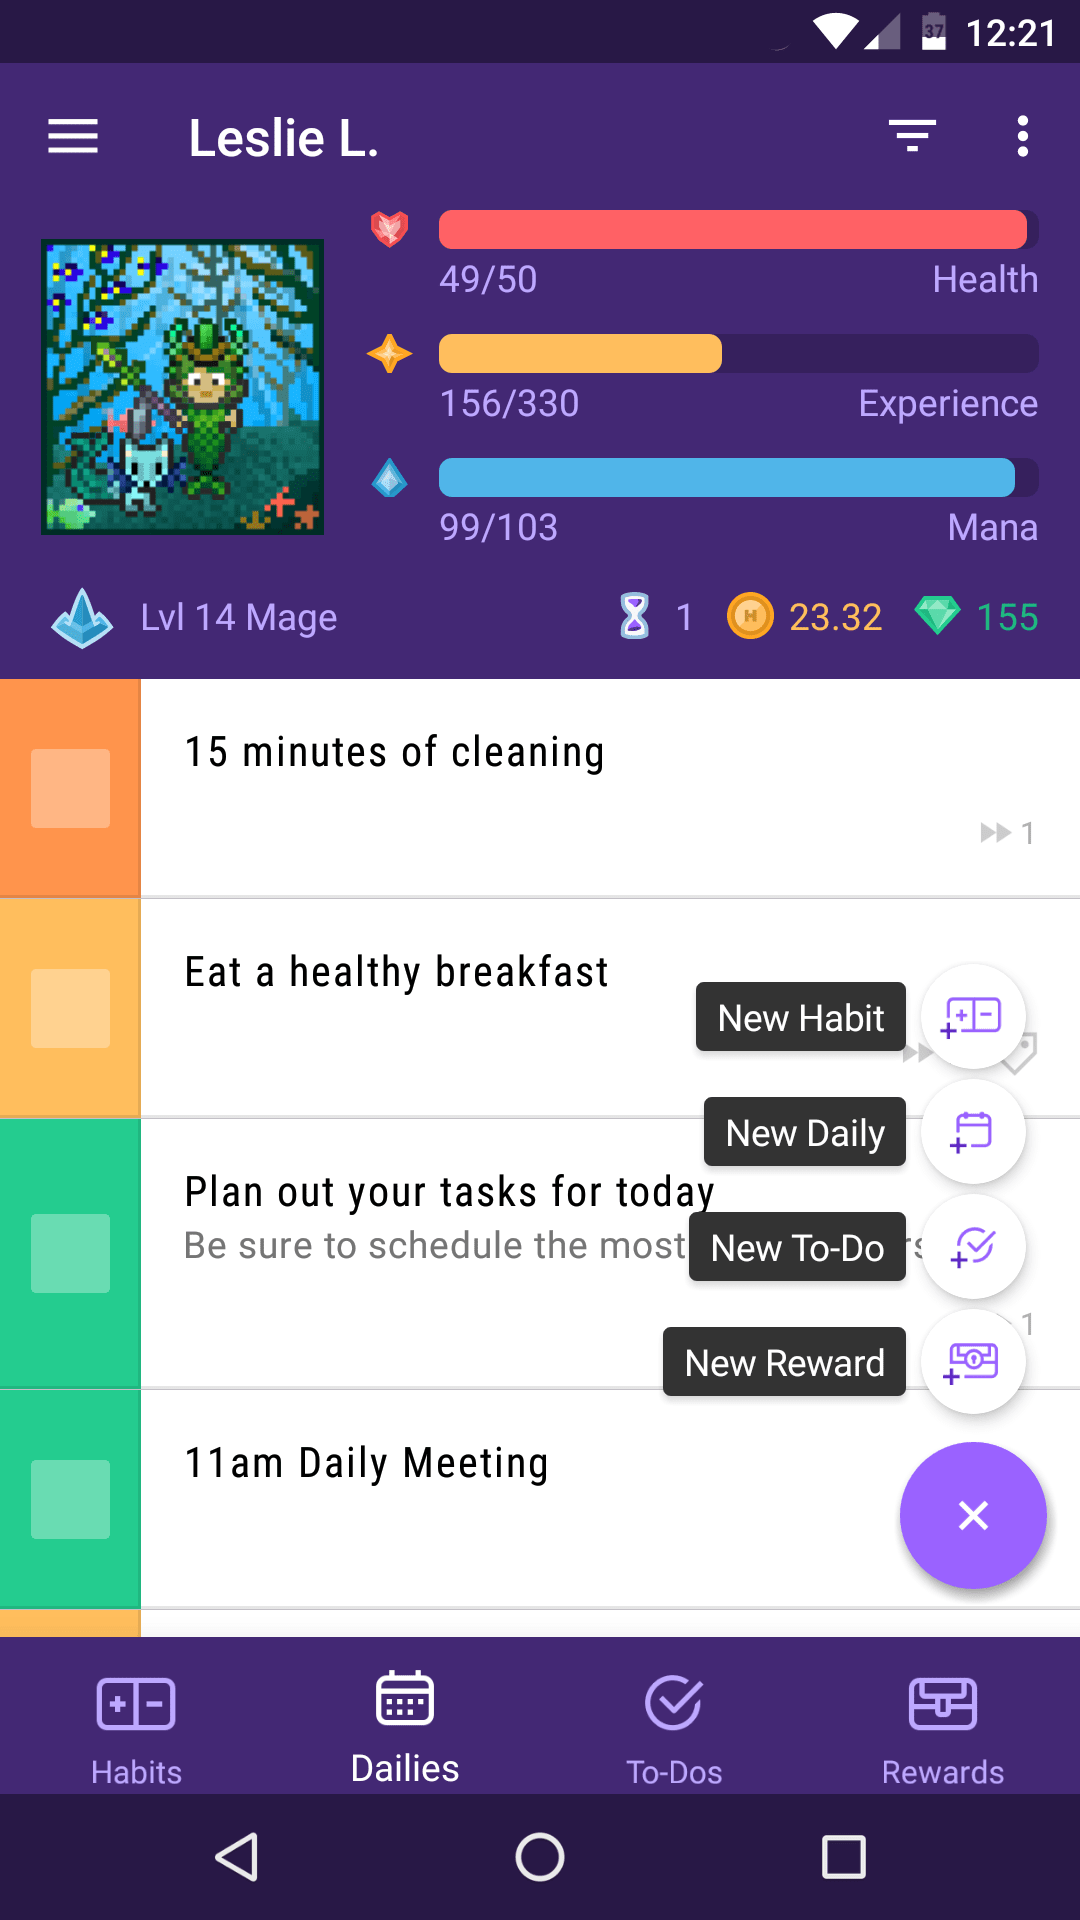 37 12:21
Leslie L.
49/50 Health
156/330 Experience
99/103 Mana
Lvl 14 Mage 1 23.32 155
15 minutes of cleaning
1
Eat a healthy breakfast
New Habit
New Daily
Plan out your tasks for today
Be sure to schedule the most
New To-Do
1
New Reward
11am Daily Meeting
Habits Dailies To-Dos Rewards